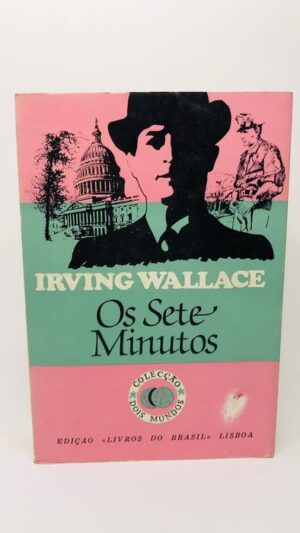 IRVING WALLACE
Os Sete
Minutos
COLECÇÃO
DOIS MUNDOS
EDIÇÃO «LIVROS DO BRASIL» LISBOA